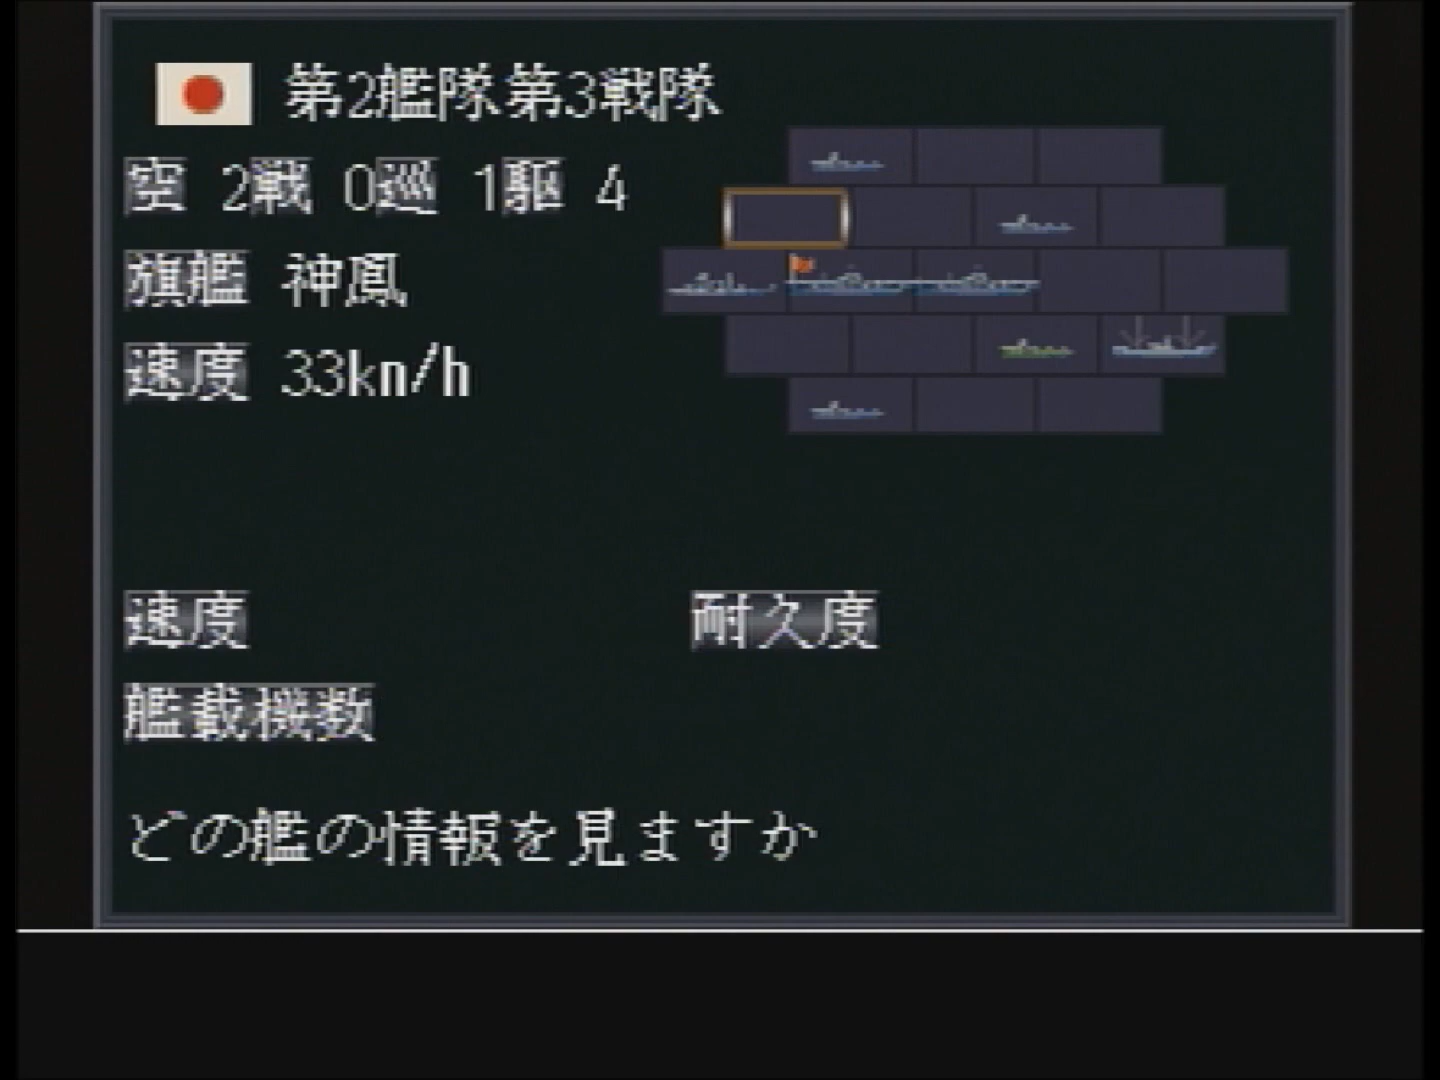 第2艦隊第3戦隊
空 2戦 0巡 1駆 4
旗艦 神鳳
速度 33kn/h
速度 耐久度
艦載機数
どの艦の情報を見ますか